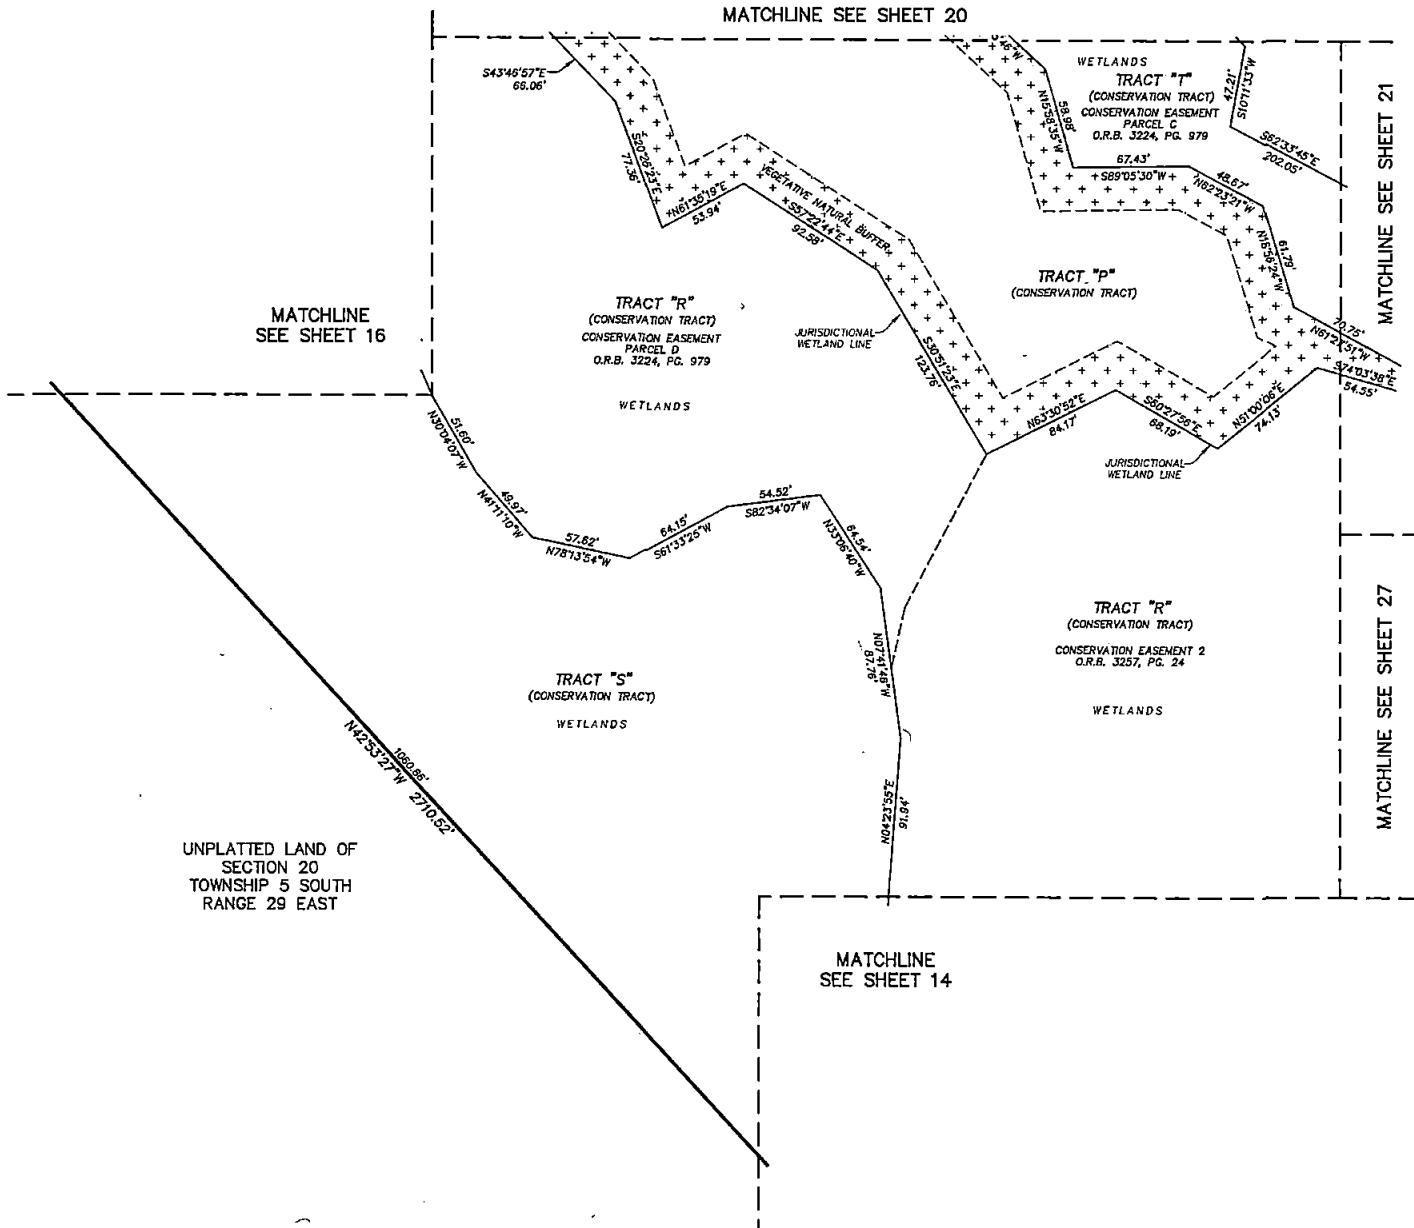 MATCHLINE SEE SHEET 20
S43°46'57"E
66.06'
S20°26'23"E
77.36'
N61°35'19"E
53.94'
VEGETATIVE NATURAL BUFFER
S57°22'44"E
92.58'
WETLANDS
TRACT "T"
(CONSERVATION TRACT)
CONSERVATION EASEMENT
PARCEL C
O.R.B. 3224, PG. 979
58.98'
N15°58'35"W
47.21'
S10°11'33"W
S62°33'45"E
202.05'
67.43'
S89°05'30"W
48.67'
N62°23'21"W
61.79'
N16°56'24"W
MATCHLINE SEE SHEET 21
TRACT "P"
(CONSERVATION TRACT)
70.75'
N61°27'51"W
S74°03'38"E
54.55'
MATCHLINE
SEE SHEET 16
TRACT "R"
(CONSERVATION TRACT)
CONSERVATION EASEMENT
PARCEL D
O.R.B. 3224, PG. 979
WETLANDS
JURISDICTIONAL
WETLAND LINE
S30°51'23"E
123.76'
N63°30'52"E
84.17'
S60°27'56"E
68.19'
N51°00'06"E
74.13'
JURISDICTIONAL
WETLAND LINE
51.60'
N30°04'07"W
49.97'
N41°11'10"W
57.62'
N78°13'54"W
64.15'
S61°33'25"W
54.52'
S82°34'07"W
64.54'
N33°06'40"W
N07°41'46"W
87.76'
TRACT "R"
(CONSERVATION TRACT)
CONSERVATION EASEMENT 2
O.R.B. 3257, PG. 24
WETLANDS
MATCHLINE SEE SHEET 27
TRACT "S"
(CONSERVATION TRACT)
WETLANDS
1060.66'
N42°53'27"W 2710.52'
N04°23'55"E
91.94'
UNPLATTED LAND OF
SECTION 20
TOWNSHIP 5 SOUTH
RANGE 29 EAST
MATCHLINE
SEE SHEET 14